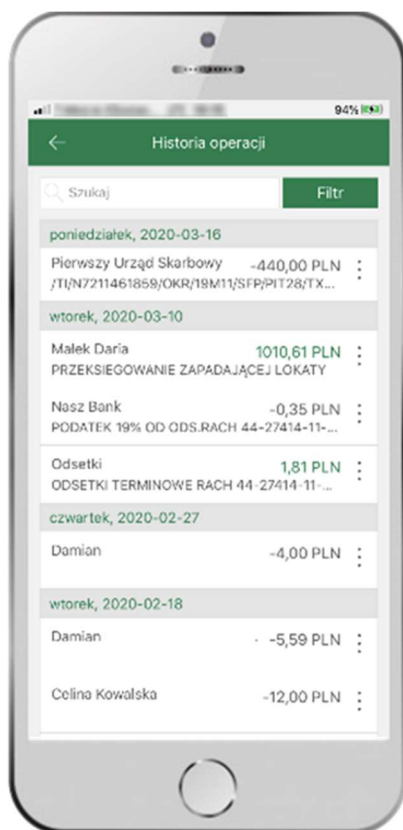 94%
Historia operacji
Szukaj
Filtr
poniedziałek, 2020-03-16
Pierwszy Urząd Skarbowy -440,00 PLN
/TI/N7211461859/OKR/19M11/SFP/PIT28/TX...
wtorek, 2020-03-10
Małek Daria 1010,61 PLN
PRZEKSIEGOWANIE ZAPADAJĄCEJ LOKATY
Nasz Bank -0,35 PLN
PODATEK 19% OD ODS.RACH 44-27414-11-...
Odsetki 1,81 PLN
ODSETKI TERMINOWE RACH 44-27414-11-...
czwartek, 2020-02-27
Damian -4,00 PLN
wtorek, 2020-02-18
Damian - -5,59 PLN
Celina Kowalska -12,00 PLN